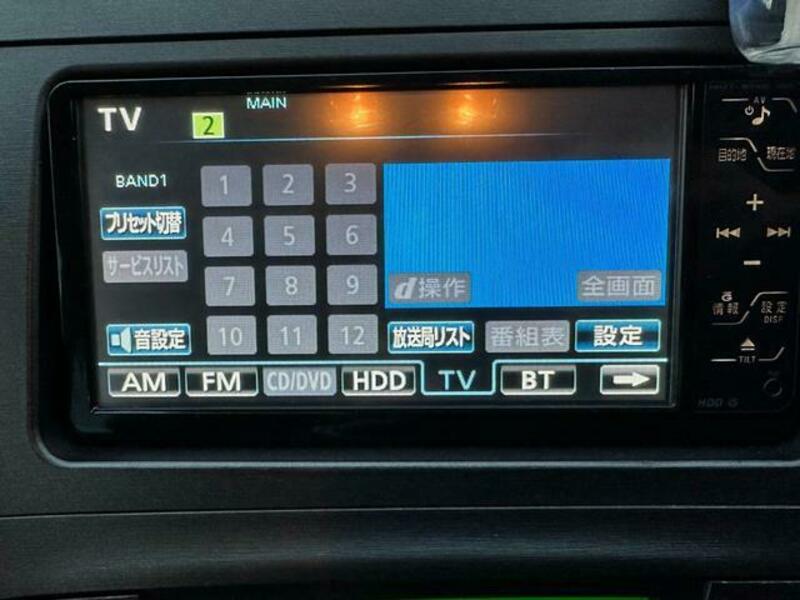 TV
2
MAIN
BAND1
1 2 3
プリセット切替
4 5 6
サービスリスト
7 8 9
d操作
全画面
音設定
10 11 12
放送局リスト
番組表
設定
AM FM CD/DVD HDD TV BT
AV
目的地
現在地
+
−
情報
設定
DISP
TILT
HDD